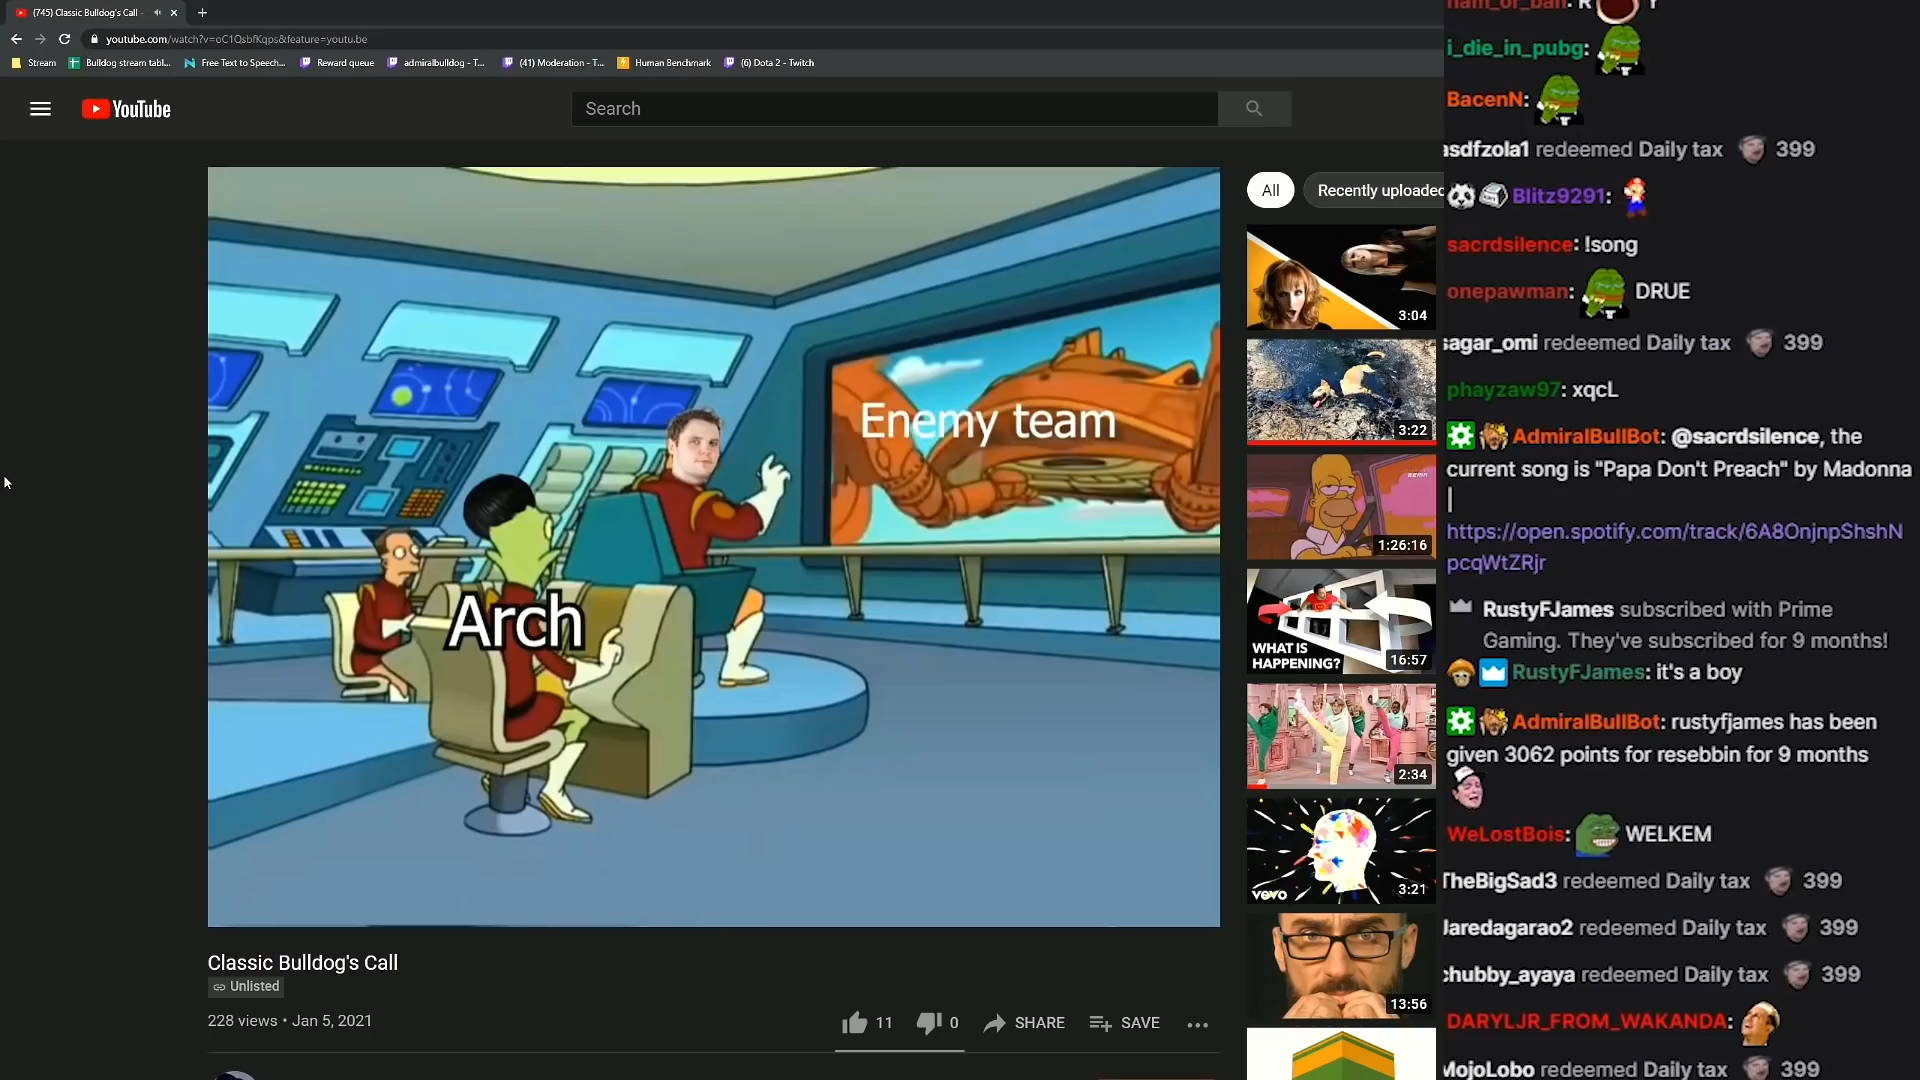 (745) Classic Bulldog's Call -
youtube.com/watch?v=oC1QsbfKqps&feature=youtu.be
Stream
Bulldog stream tabl...
Free Text to Speech...
Reward queue
admiralbulldog - T...
(41) Moderation - T...
Human Benchmark
(6) Dota 2 - Twitch
YouTube
Search
Enemy team
Arch
Classic Bulldog's Call
Unlisted
228 views • Jan 5, 2021
11
0
SHARE
SAVE
All
Recently uploaded
3:04
3:22
1:26:16
WHAT IS
HAPPENING?
16:57
2:34
vevo
3:21
13:56
i_die_in_pubg:
BacenN:
asdfzola1 redeemed Daily tax 399
Blitz9291:
sacrdsilence: !song
onepawman: DRUE
sagar_omi redeemed Daily tax 399
phayzaw97: xqcL
AdmiralBullBot: @sacrdsilence, the
current song is "Papa Don't Preach" by Madonna
|
https://open.spotify.com/track/6A8OnjnpShshN
pcqWtZRjr
RustyFJames subscribed with Prime
Gaming. They've subscribed for 9 months!
RustyFJames: it's a boy
AdmiralBullBot: rustyfjames has been
given 3062 points for resebbin for 9 months
WeLostBois: WELKEM
TheBigSad3 redeemed Daily tax 399
Jaredagarao2 redeemed Daily tax 399
chubby_ayaya redeemed Daily tax 399
DARYLJR_FROM_WAKANDA:
MojoLobo redeemed Daily tax 399